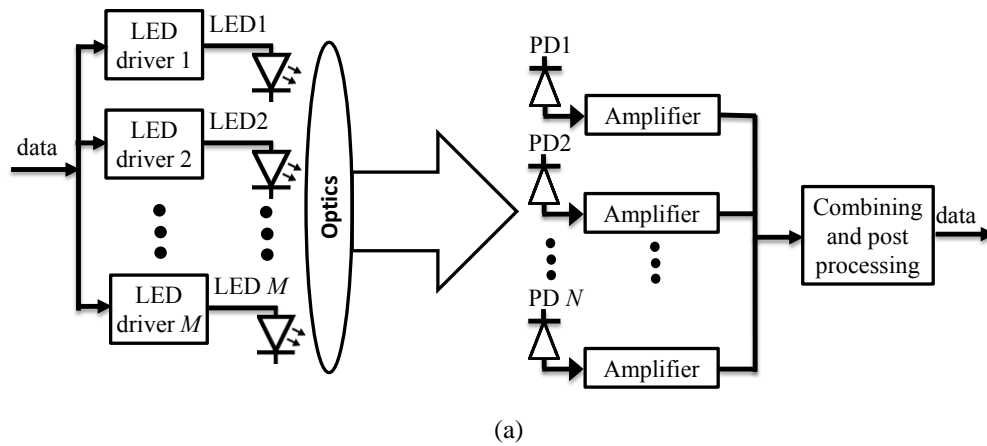 data
LED
driver 1
LED1
LED
driver 2
LED2
LED
driver M
LED M
Optics
PD1
Amplifier
PD2
Amplifier
PD N
Amplifier
Combining
and post
processing
data
(a)